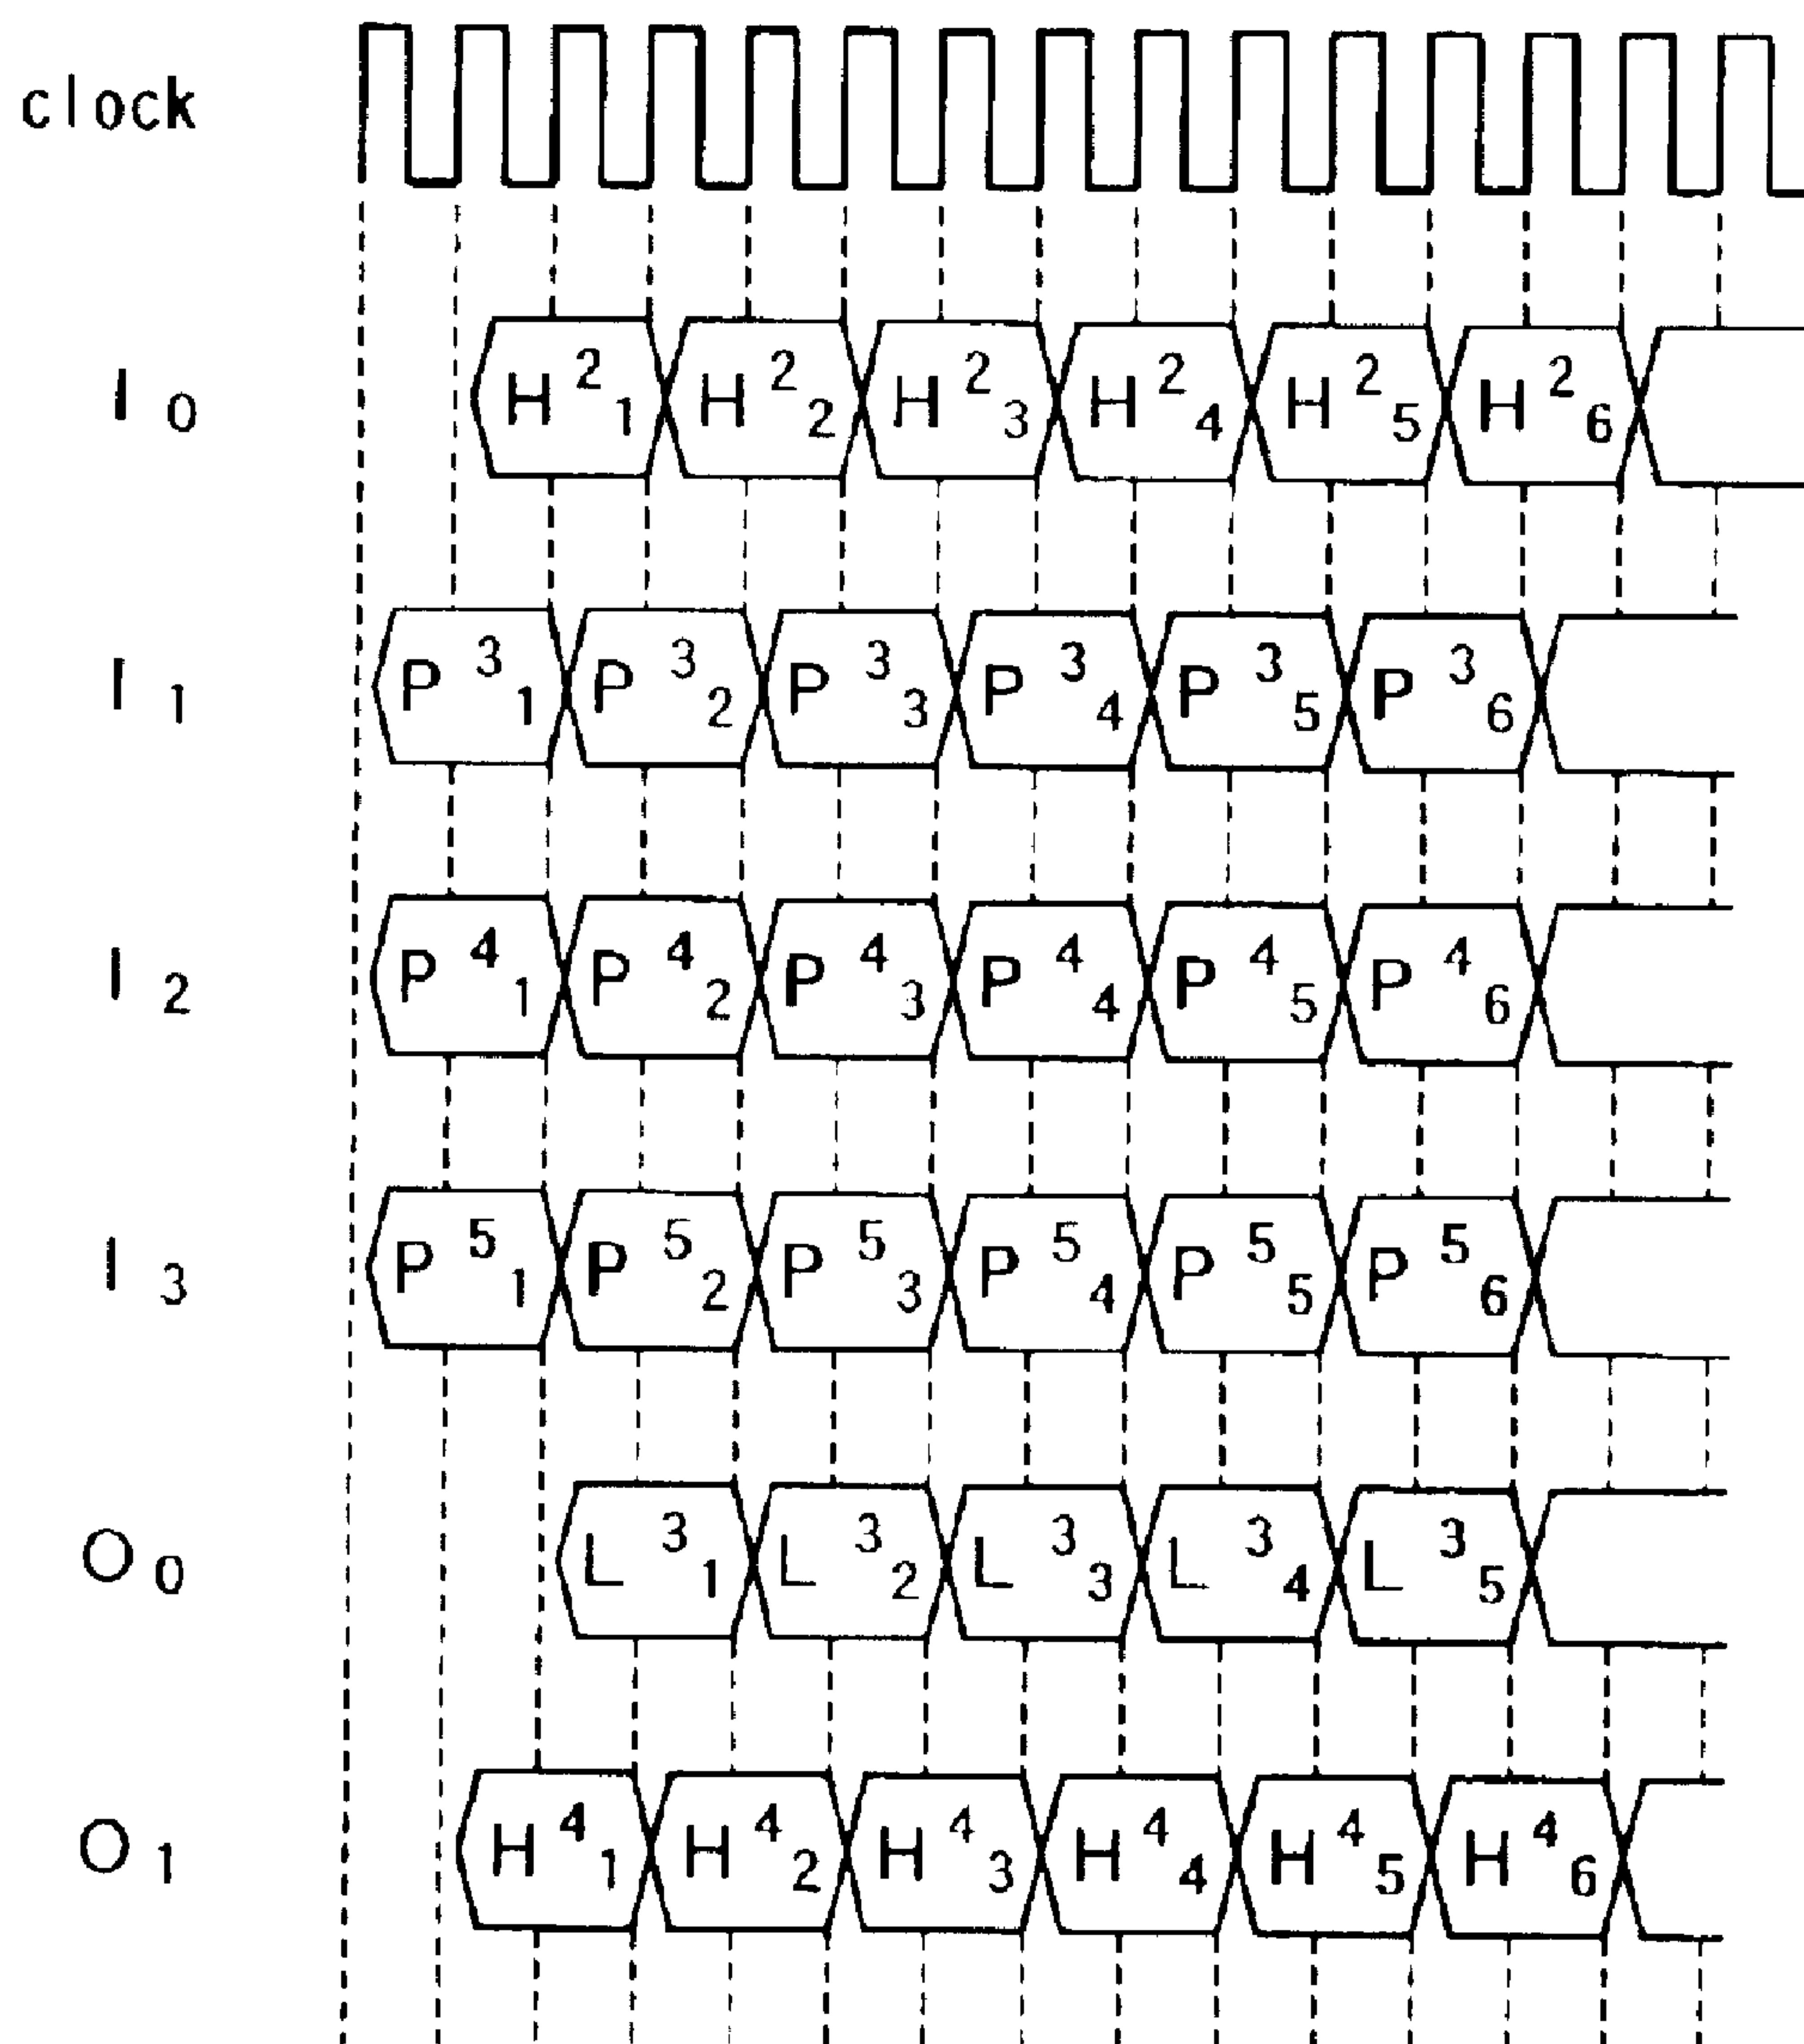 clock
I 0 H 2 1 H 2 2 H 2 3 H 2 4 H 2 5 H 2 6
I 1 P 3 1 P 3 2 P 3 3 P 3 4 P 3 5 P 3 6
I 2 P 4 1 P 4 2 P 4 3 P 4 4 P 4 5 P 4 6
I 3 P 5 1 P 5 2 P 5 3 P 5 4 P 5 5 P 5 6
O 0 L 3 1 L 3 2 L 3 3 L 3 4 L 3 5
O 1 H 4 1 H 4 2 H 4 3 H 4 4 H 4 5 H 4 6